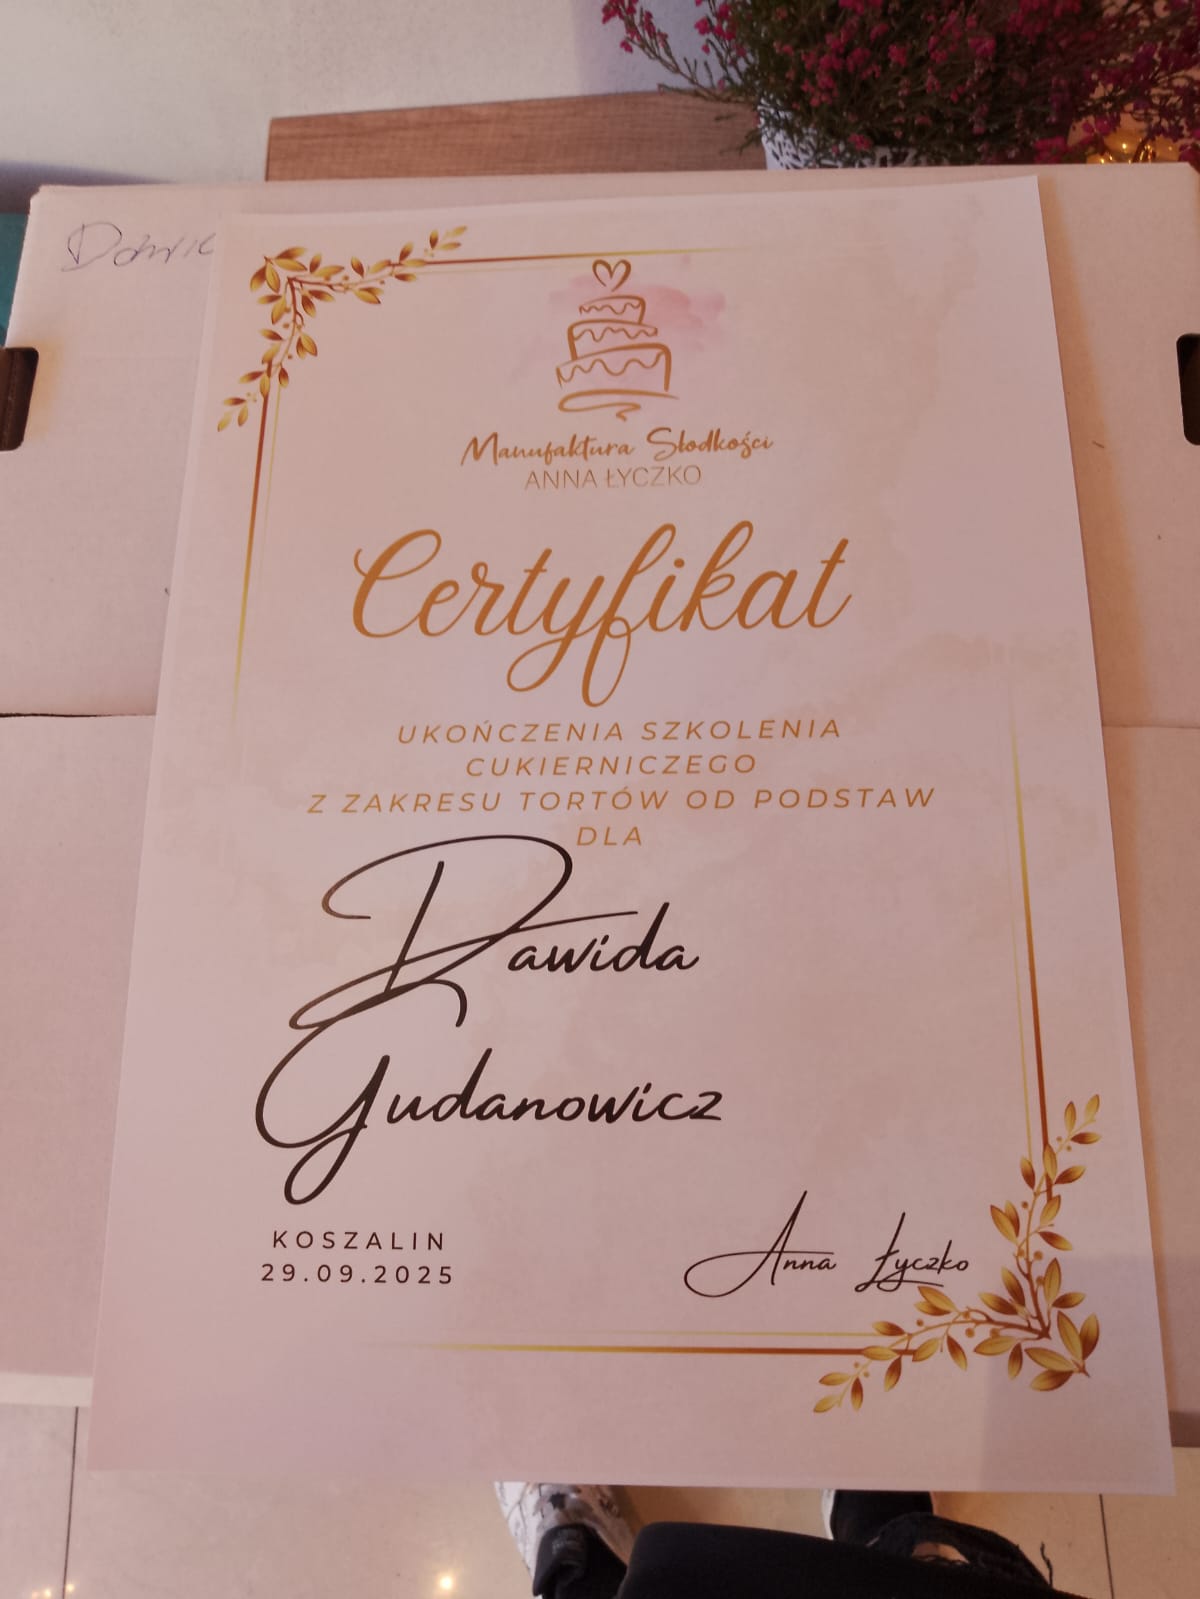 Manufaktura Słodkości
ANNA ŁYCZKO
Certyfikat
UKOŃCZENIA SZKOLENIA
CUKIERNICZEGO
Z ZAKRESU TORTÓW OD PODSTAW
DLA
Dawida
Gudanowicz
KOSZALIN
29.09.2025
Anna Łyczko